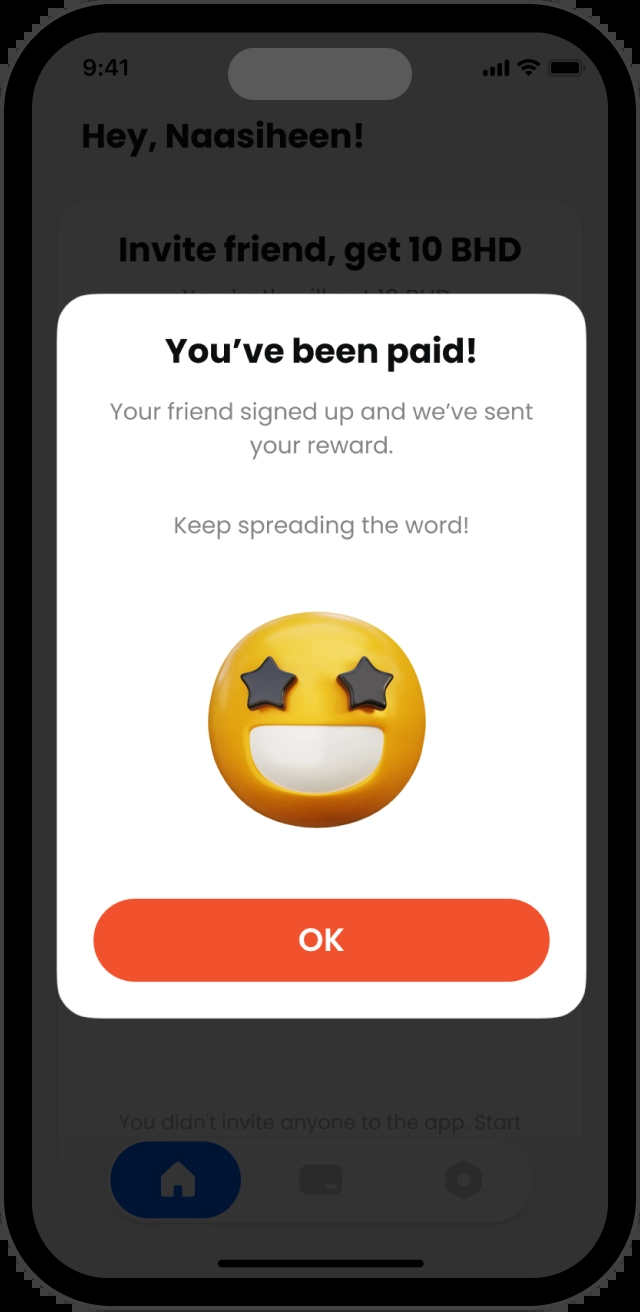 9:41
Hey, Naasiheen!
Invite friend, get 10 BHD
You've been paid!
Your friend signed up and we've sent
your reward.
Keep spreading the word!
OK
You didn't invite anyone to the app. Start